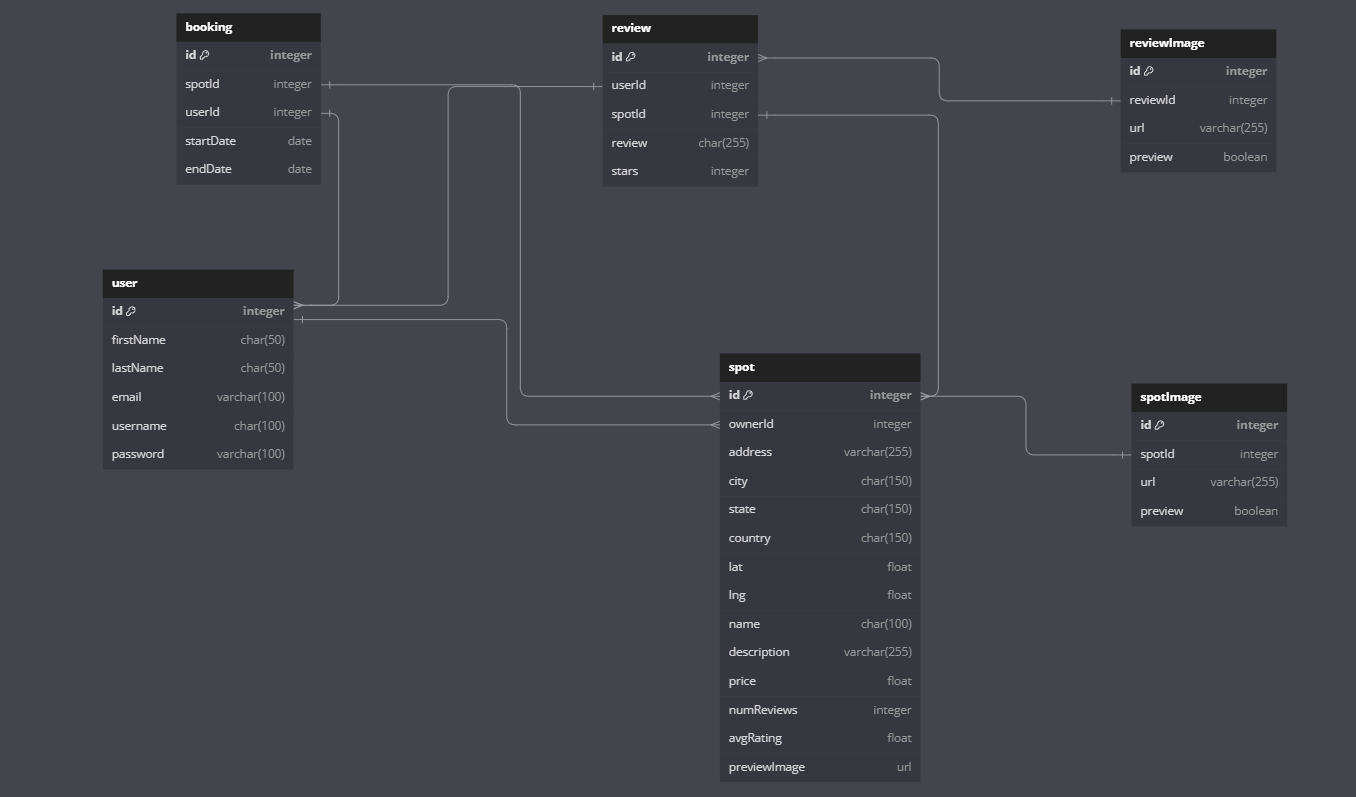 booking
id integer
spotId integer
userId integer
startDate date
endDate date
review
id integer
userId integer
spotId integer
review char(255)
stars integer
reviewImage
id integer
reviewId integer
url varchar(255)
preview boolean
user
id integer
firstName char(50)
lastName char(50)
email varchar(100)
username char(100)
password varchar(100)
spot
id integer
ownerId integer
address varchar(255)
city char(150)
state char(150)
country char(150)
lat float
lng float
name char(100)
description varchar(255)
price float
numReviews integer
avgRating float
previewImage url
spotImage
id integer
spotId integer
url varchar(255)
preview boolean